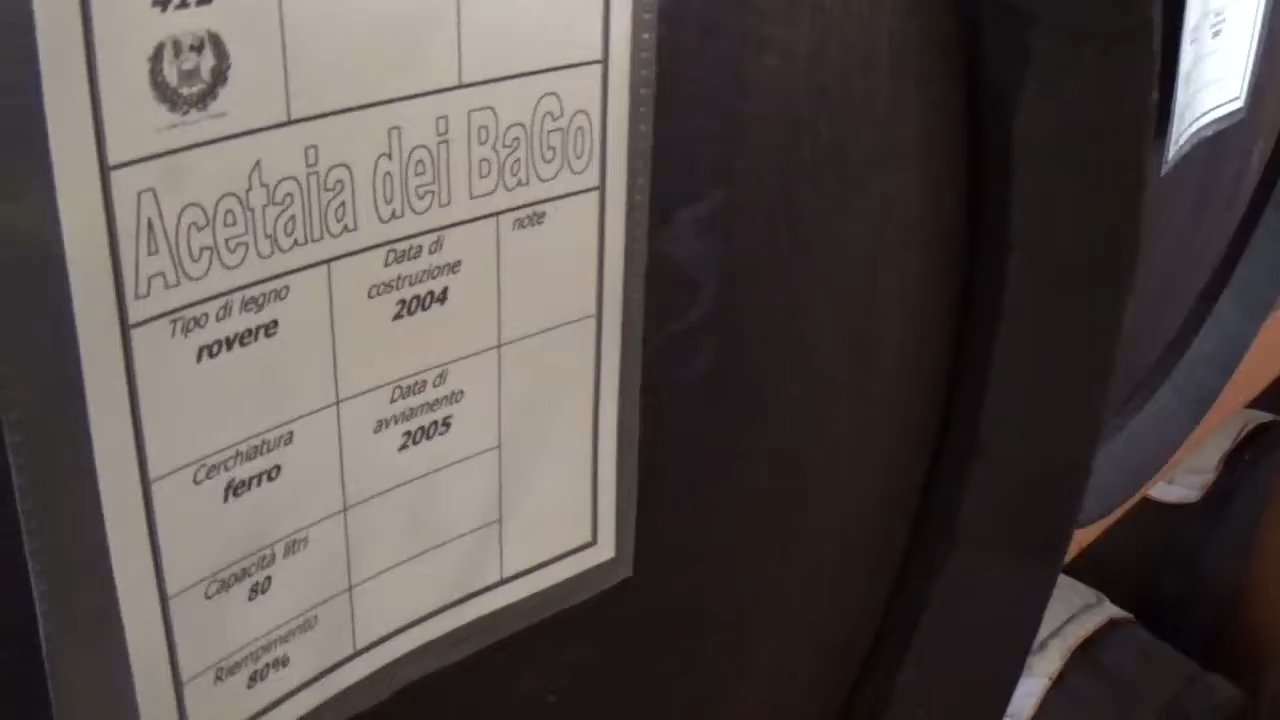 Acetaia dei BaGo
Tipo di legno
rovere
Data di
costruzione
2004
note
Cerchiatura
ferro
Data di
avviamento
2005
Capacità litri
80
Riempimento
80%